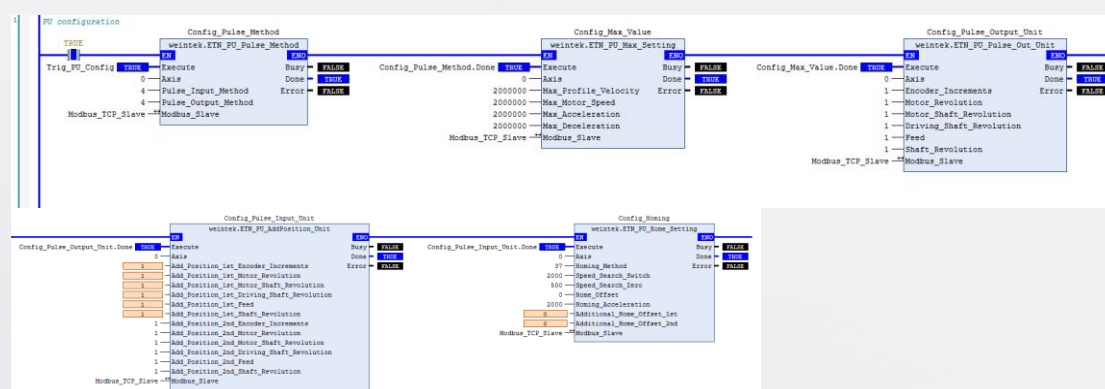 1
PU configuration
TRUE
Config_Pulse_Method
weintek.ETN_PU_Pulse_Method
EN ENO
Trig_PU_Config TRUE Execute Busy FALSE
0 Axis Done TRUE
4 Pulse_Input_Method Error FALSE
4 Pulse_Output_Method
Modbus_TCP_Slave Modbus_Slave
Config_Max_Value
weintek.ETN_PU_Max_Setting
EN ENO
Config_Pulse_Method.Done TRUE Execute Busy FALSE
0 Axis Done TRUE
2000000 Max_Profile_Velocity Error FALSE
2000000 Max_Motor_Speed
2000000 Max_Acceleration
2000000 Max_Deceleration
Modbus_TCP_Slave Modbus_Slave
Config_Pulse_Output_Unit
weintek.ETN_PU_Pulse_Out_Unit
EN ENO
Config_Max_Value.Done TRUE Execute Busy FALSE
0 Axis Done TRUE
1 Encoder_Increments Error FALSE
1 Motor_Revolution
1 Motor_Shaft_Revolution
1 Driving_Shaft_Revolution
1 Feed
1 Shaft_Revolution
Modbus_TCP_Slave Modbus_Slave
Config_Pulse_Input_Unit
weintek.ETN_PU_AddPosition_Unit
EN ENO
Config_Pulse_Output_Unit.Done TRUE Execute Busy FALSE
0 Axis Done TRUE
1 Add_Position_1st_Encoder_Increments Error FALSE
1 Add_Position_1st_Motor_Revolution
1 Add_Position_1st_Motor_Shaft_Revolution
1 Add_Position_1st_Driving_Shaft_Revolution
1 Add_Position_1st_Feed
1 Add_Position_1st_Shaft_Revolution
1 Add_Position_2nd_Encoder_Increments
1 Add_Position_2nd_Motor_Revolution
1 Add_Position_2nd_Motor_Shaft_Revolution
1 Add_Position_2nd_Driving_Shaft_Revolution
1 Add_Position_2nd_Feed
1 Add_Position_2nd_Shaft_Revolution
Modbus_TCP_Slave Modbus_Slave
Config_Homing
weintek.ETN_PU_Home_Setting
EN ENO
Config_Pulse_Input_Unit.Done TRUE Execute Busy FALSE
0 Axis Done TRUE
37 Homing_Method Error FALSE
2000 Speed_Search_Switch
500 Speed_Search_Zero
0 Home_Offset
2000 Homing_Acceleration
0 Additional_Home_Offset_1st
0 Additional_Home_Offset_2nd
Modbus_TCP_Slave Modbus_Slave